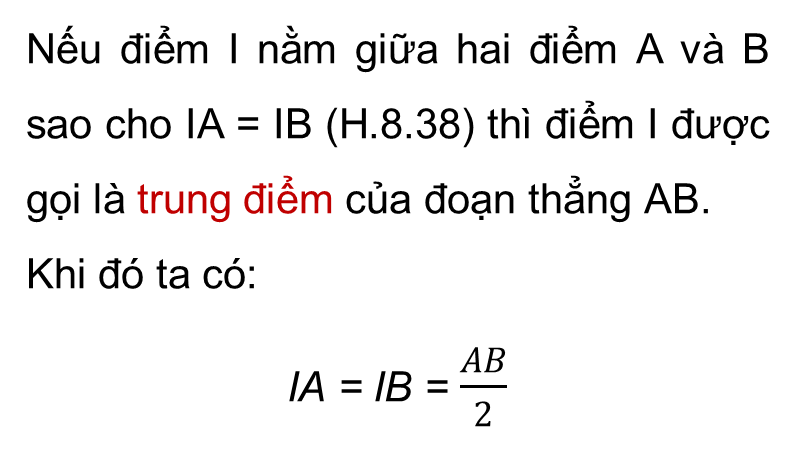 Nếu điểm I nằm giữa hai điểm A và B
sao cho IA = IB (H.8.38) thì điểm I được
gọi là trung điểm của đoạn thẳng AB.
Khi đó ta có:
IA = IB = \frac{AB}{2}